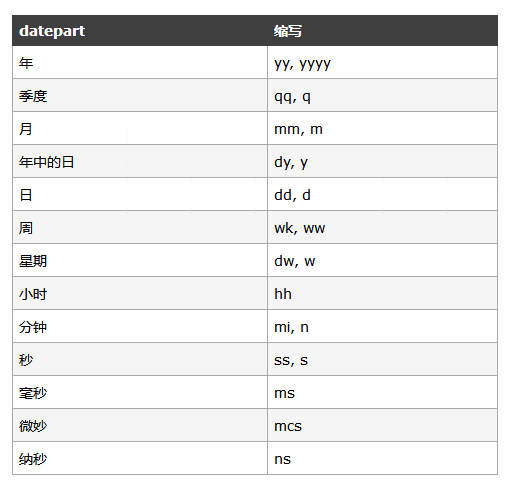 datepart 缩写
年 yy, yyyy
季度 qq, q
月 mm, m
年中的日 dy, y
日 dd, d
周 wk, ww
星期 dw, w
小时 hh
分钟 mi, n
秒 ss, s
毫秒 ms
微妙 mcs
纳秒 ns